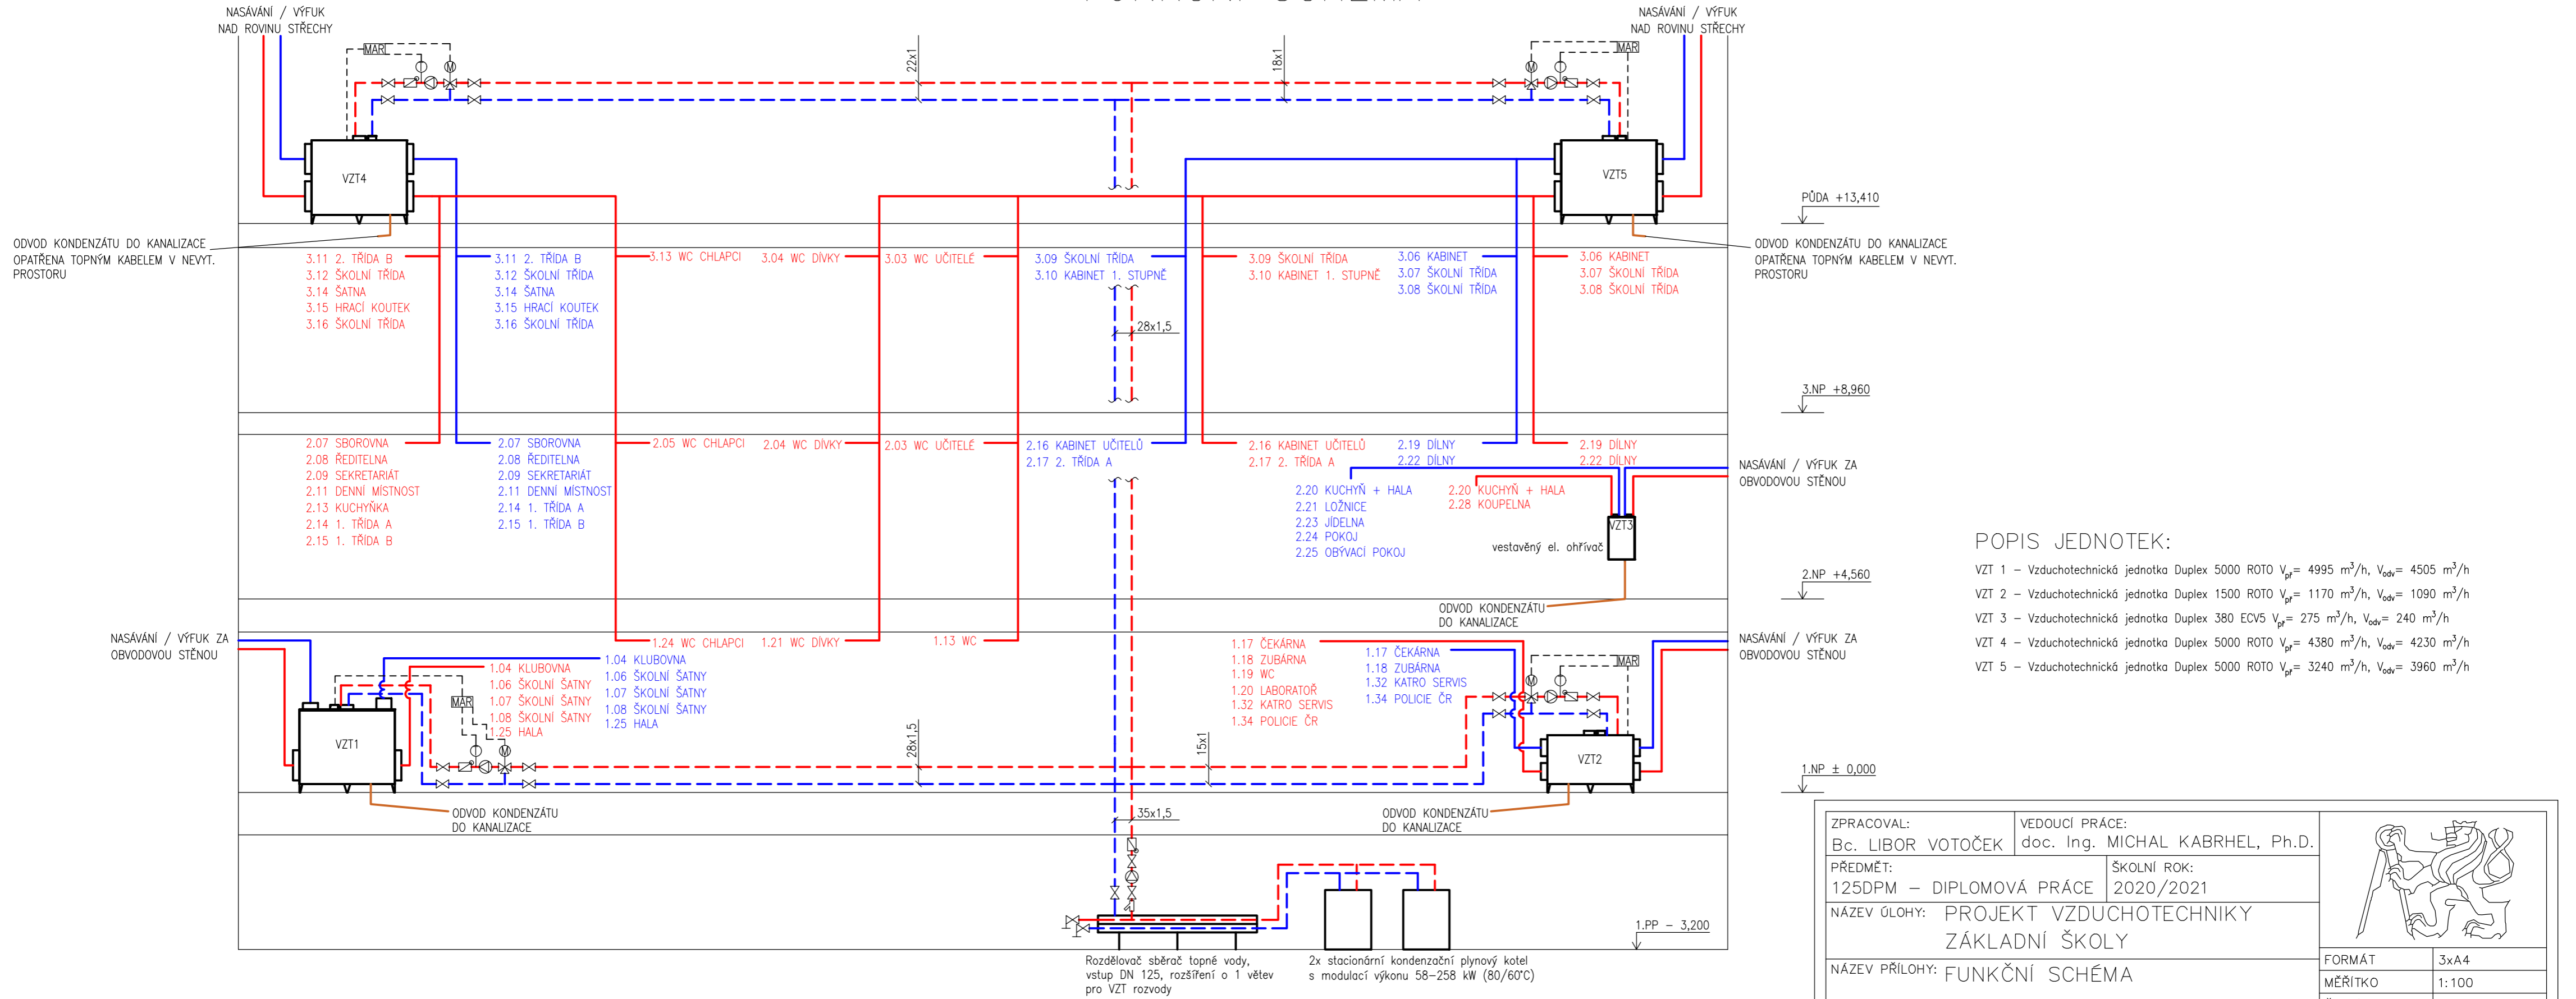 NASÁVÁNÍ / VÝFUK
NAD ROVINU STŘECHY
NASÁVÁNÍ / VÝFUK
NAD ROVINU STŘECHY
MAR
M
22x1
18x1
M
MAR
VZT4
VZT5
PŮDA +13,410
ODVOD KONDENZÁTU DO KANALIZACE
OPATŘENA TOPNÝM KABELEM V NEVYT.
PROSTORU
ODVOD KONDENZÁTU DO KANALIZACE
OPATŘENA TOPNÝM KABELEM V NEVYT.
PROSTORU
3.11 2. TŘÍDA B
3.12 ŠKOLNÍ TŘÍDA
3.14 ŠATNA
3.15 HRACÍ KOUTEK
3.16 ŠKOLNÍ TŘÍDA
3.11 2. TŘÍDA B
3.12 ŠKOLNÍ TŘÍDA
3.14 ŠATNA
3.15 HRACÍ KOUTEK
3.16 ŠKOLNÍ TŘÍDA
3.13 WC CHLAPCI
3.04 WC DÍVKY
3.03 WC UČITELÉ
3.09 ŠKOLNÍ TŘÍDA
3.10 KABINET 1. STUPNĚ
3.09 ŠKOLNÍ TŘÍDA
3.10 KABINET 1. STUPNĚ
3.06 KABINET
3.07 ŠKOLNÍ TŘÍDA
3.08 ŠKOLNÍ TŘÍDA
3.06 KABINET
3.07 ŠKOLNÍ TŘÍDA
3.08 ŠKOLNÍ TŘÍDA
28x1,5
3.NP +8,960
2.07 SBOROVNA
2.08 ŘEDITELNA
2.09 SEKRETARIÁT
2.11 DENNÍ MÍSTNOST
2.13 KUCHYŇKA
2.14 1. TŘÍDA A
2.15 1. TŘÍDA B
2.07 SBOROVNA
2.08 ŘEDITELNA
2.09 SEKRETARIÁT
2.11 DENNÍ MÍSTNOST
2.14 1. TŘÍDA A
2.15 1. TŘÍDA B
2.05 WC CHLAPCI
2.04 WC DÍVKY
2.03 WC UČITELÉ
2.16 KABINET UČITELŮ
2.17 2. TŘÍDA A
2.16 KABINET UČITELŮ
2.17 2. TŘÍDA A
2.19 DÍLNY
2.22 DÍLNY
2.19 DÍLNY
2.22 DÍLNY
2.20 KUCHYŇ + HALA
2.21 LOŽNICE
2.23 JÍDELNA
2.24 POKOJ
2.25 OBÝVACÍ POKOJ
2.20 KUCHYŇ + HALA
2.28 KOUPELNA
NASÁVÁNÍ / VÝFUK ZA
OBVODOVOU STĚNOU
VZT3
vestavěný el. ohřívač
2.NP +4,560
ODVOD KONDENZÁTU
DO KANALIZACE
POPIS JEDNOTEK:
VZT 1 – Vzduchotechnická jednotka Duplex 5000 ROTO Vpř= 4995 m³/h, Vodv= 4505 m³/h
VZT 2 – Vzduchotechnická jednotka Duplex 1500 ROTO Vpř= 1170 m³/h, Vodv= 1090 m³/h
VZT 3 – Vzduchotechnická jednotka Duplex 380 ECV5 Vpř= 275 m³/h, Vodv= 240 m³/h
VZT 4 – Vzduchotechnická jednotka Duplex 5000 ROTO Vpř= 4380 m³/h, Vodv= 4230 m³/h
VZT 5 – Vzduchotechnická jednotka Duplex 5000 ROTO Vpř= 3240 m³/h, Vodv= 3960 m³/h
NASÁVÁNÍ / VÝFUK ZA
OBVODOVOU STĚNOU
1.24 WC CHLAPCI
1.21 WC DÍVKY
1.13 WC
1.04 KLUBOVNA
1.06 ŠKOLNÍ ŠATNY
1.07 ŠKOLNÍ ŠATNY
1.08 ŠKOLNÍ ŠATNY
1.25 HALA
1.04 KLUBOVNA
1.06 ŠKOLNÍ ŠATNY
1.07 ŠKOLNÍ ŠATNY
1.08 ŠKOLNÍ ŠATNY
1.25 HALA
1.17 ČEKÁRNA
1.18 ZUBÁRNA
1.19 WC
1.20 LABORATOŘ
1.32 KATRO SERVIS
1.34 POLICIE ČR
1.17 ČEKÁRNA
1.18 ZUBÁRNA
1.32 KATRO SERVIS
1.34 POLICIE ČR
NASÁVÁNÍ / VÝFUK ZA
OBVODOVOU STĚNOU
MAR
M
MAR
M
VZT1
28x1,5
15x1
VZT2
1.NP ± 0,000
ODVOD KONDENZÁTU
DO KANALIZACE
35x1,5
ODVOD KONDENZÁTU
DO KANALIZACE
1.PP – 3,200
Rozdělovač sběrač topné vody,
vstup DN 125, rozšíření o 1 větev
pro VZT rozvody
2x stacionární kondenzační plynový kotel
s modulací výkonu 58–258 kW (80/60°C)
ZPRACOVAL:
Bc. LIBOR VOTOČEK
VEDOUCÍ PRÁCE:
doc. Ing. MICHAL KABRHEL, Ph.D.
PŘEDMĚT:
125DPM – DIPLOMOVÁ PRÁCE
ŠKOLNÍ ROK:
2020/2021
NÁZEV ÚLOHY: PROJEKT VZDUCHOTECHNIKY
ZÁKLADNÍ ŠKOLY
NÁZEV PŘÍLOHY: FUNKČNÍ SCHÉMA
FORMÁT 3xA4
MĚŘÍTKO 1:100